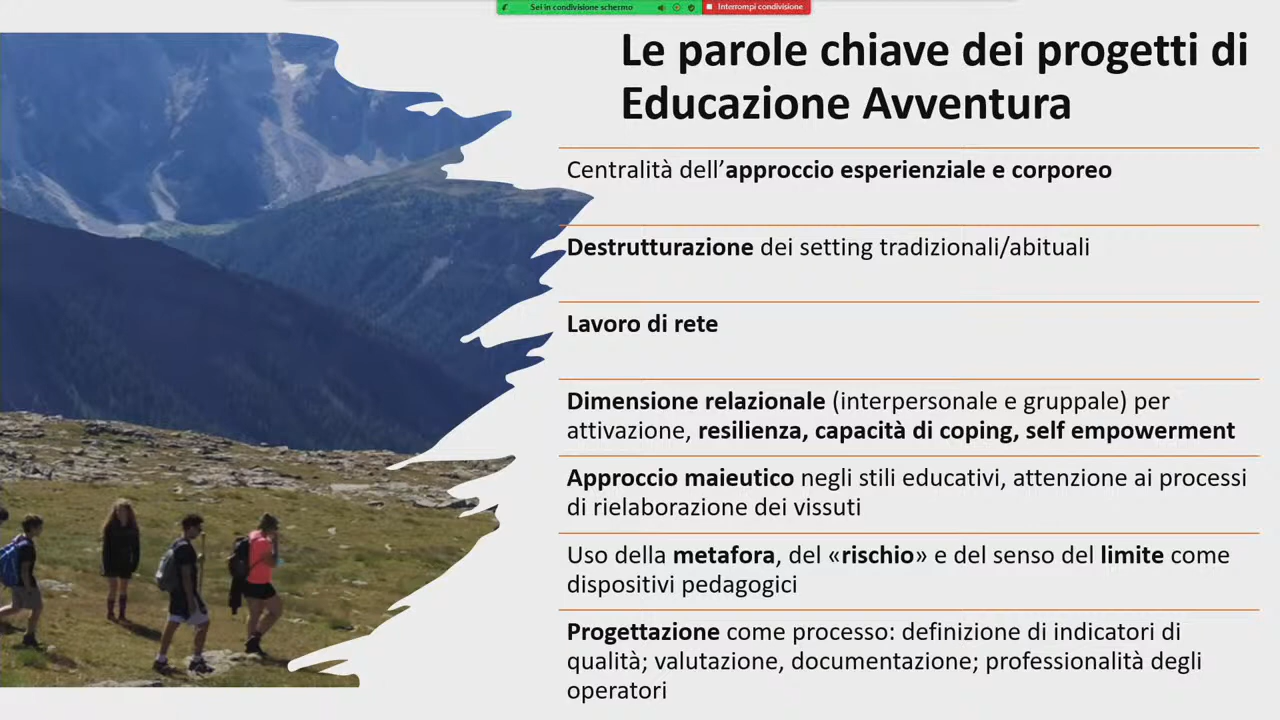 Sei in condivisione schermo
Interrompi condivisione
Le parole chiave dei progetti di
Educazione Avventura
Centralità dell’approccio esperienziale e corporeo
Destrutturazione dei setting tradizionali/abituali
Lavoro di rete
Dimensione relazionale (interpersonale e gruppale) per
attivazione, resilienza, capacità di coping, self empowerment
Approccio maieutico negli stili educativi, attenzione ai processi
di rielaborazione dei vissuti
Uso della metafora, del «rischio» e del senso del limite come
dispositivi pedagogici
Progettazione come processo: definizione di indicatori di
qualità; valutazione, documentazione; professionalità degli
operatori